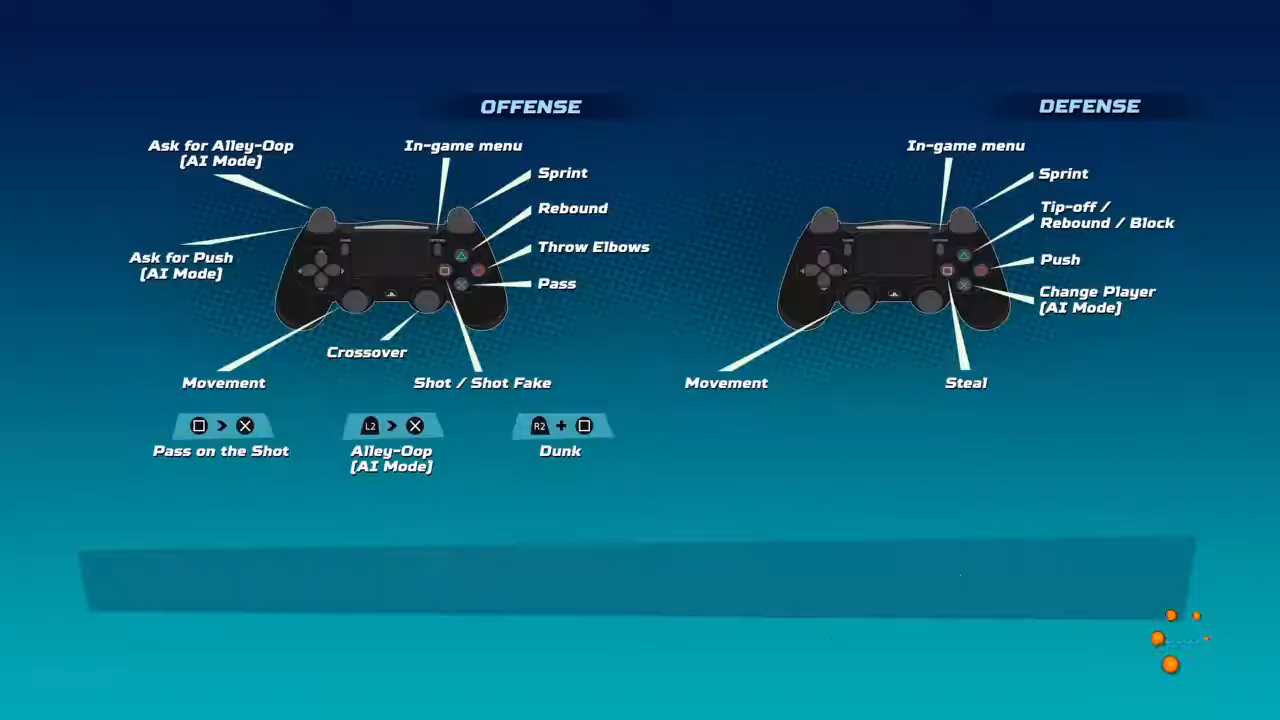 OFFENSE
Ask for Alley-Oop
[AI Mode]
In-game menu
Sprint
Rebound
Throw Elbows
Ask for Push
[AI Mode]
Pass
Crossover
Movement
Shot / Shot Fake
L2
R2
Pass on the Shot
Alley-Oop
[AI Mode]
Dunk
DEFENSE
In-game menu
Sprint
Tip-off /
Rebound / Block
Push
Change Player
[AI Mode]
Movement
Steal